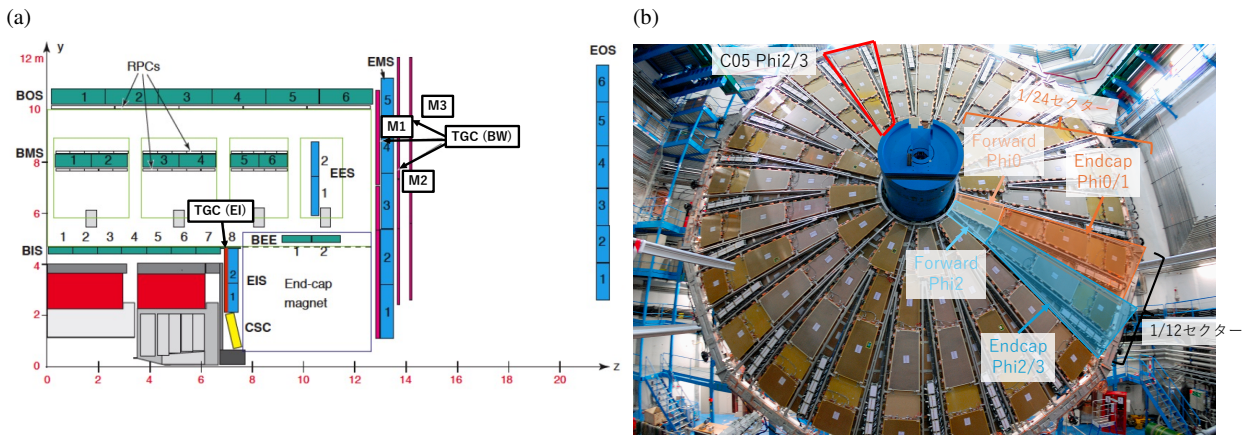 (a)
y
12 m
RPCs
BOS
1 2 3 4 5 6
10
EMS
5
EOS
6
5
4
3
2
1
M3
M1
TGC (BW)
4
M2
BMS
1 2 3 4 5 6
8
2
EES
1
3
6
TGC (EI)
1 2 3 4 5 6 7 8
BEE
1 2
BIS
4
2
EIS
1
End-cap
magnet
2
CSC
2
1
0
0 2 4 6 8 10 12 14 16 18 20 z
(b)
C05 Phi2/3
1/24セクター
Forward
Phi0
Endcap
Phi0/1
Forward
Phi2
1/12セクター
Endcap
Phi2/3